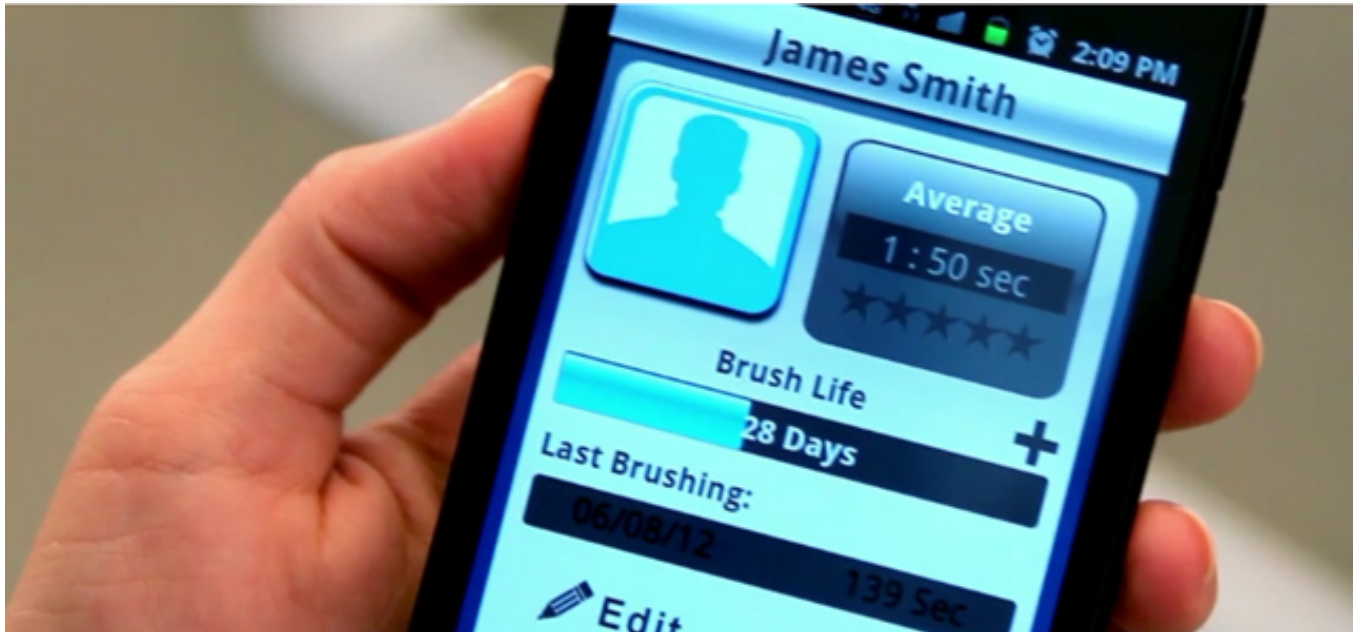 2:09 PM
James Smith
Average
1 : 50 sec
Brush Life
28 Days
Last Brushing:
06/08/12
139 Sec
Edit